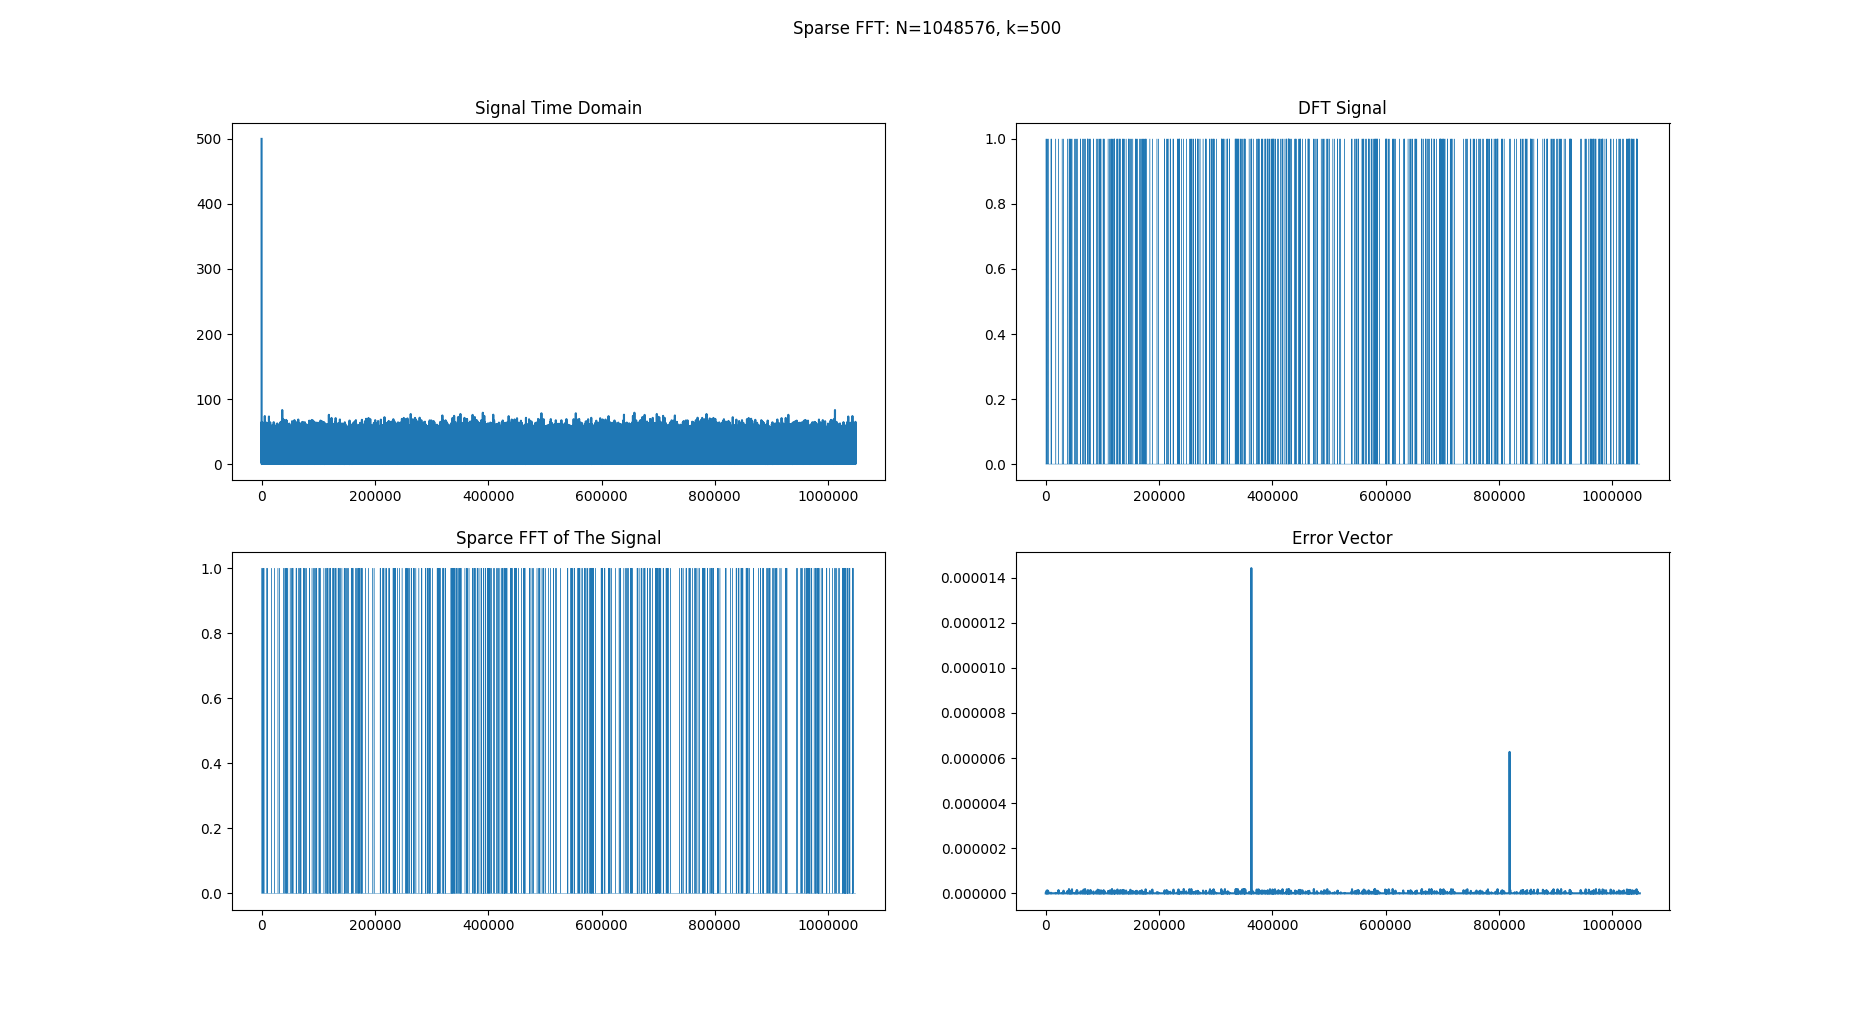 Sparse FFT: N=1048576, k=500
Signal Time Domain
500
400
300
200
100
0
0 200000 400000 600000 800000 1000000
DFT Signal
1.0
0.8
0.6
0.4
0.2
0.0
0 200000 400000 600000 800000 1000000
Sparce FFT of The Signal
1.0
0.8
0.6
0.4
0.2
0.0
0 200000 400000 600000 800000 1000000
Error Vector
0.000014
0.000012
0.000010
0.000008
0.000006
0.000004
0.000002
0.000000
0 200000 400000 600000 800000 1000000